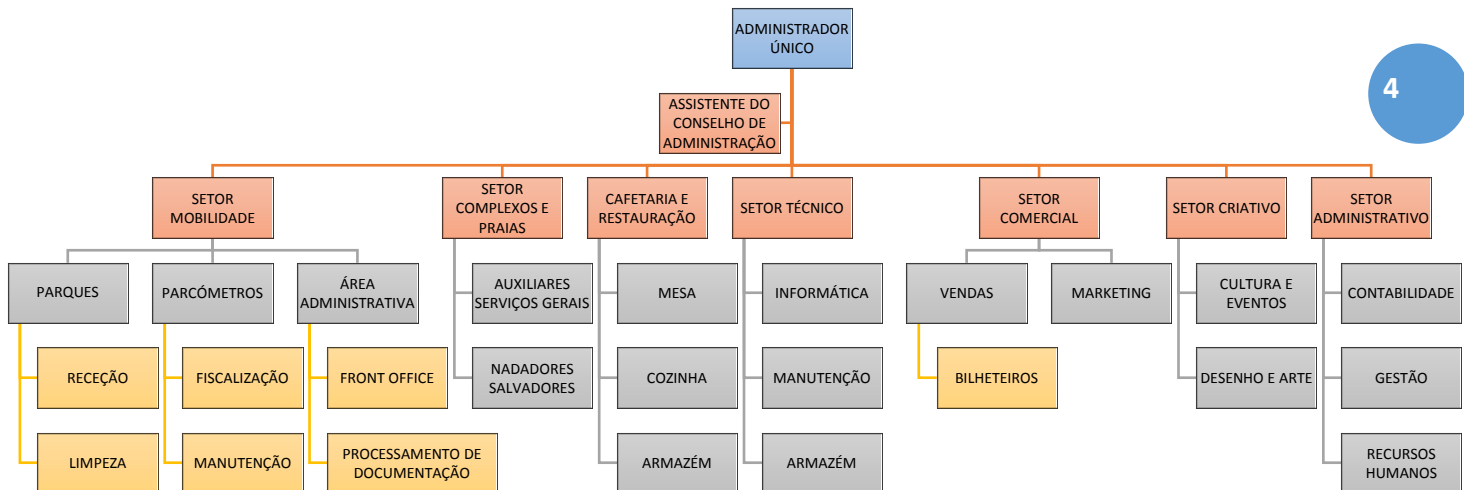 ADMINISTRADOR
ÚNICO
4
ASSISTENTE DO
CONSELHO DE
ADMINISTRAÇÃO
SETOR
MOBILIDADE
SETOR
COMPLEXOS E
PRAIAS
CAFETARIA E
RESTAURAÇÃO
SETOR TÉCNICO
SETOR
COMERCIAL
SETOR CRIATIVO
SETOR
ADMINISTRATIVO
PARQUES
PARCÓMETROS
ÁREA
ADMINISTRATIVA
AUXILIARES
SERVIÇOS GERAIS
MESA
INFORMÁTICA
VENDAS
MARKETING
CULTURA E
EVENTOS
CONTABILIDADE
RECEÇÃO
FISCALIZAÇÃO
FRONT OFFICE
NADADORES
SALVADORES
COZINHA
MANUTENÇÃO
BILHETEIROS
DESENHO E ARTE
GESTÃO
LIMPEZA
MANUTENÇÃO
PROCESSAMENTO DE
DOCUMENTAÇÃO
ARMAZÉM
ARMAZÉM
RECURSOS
HUMANOS